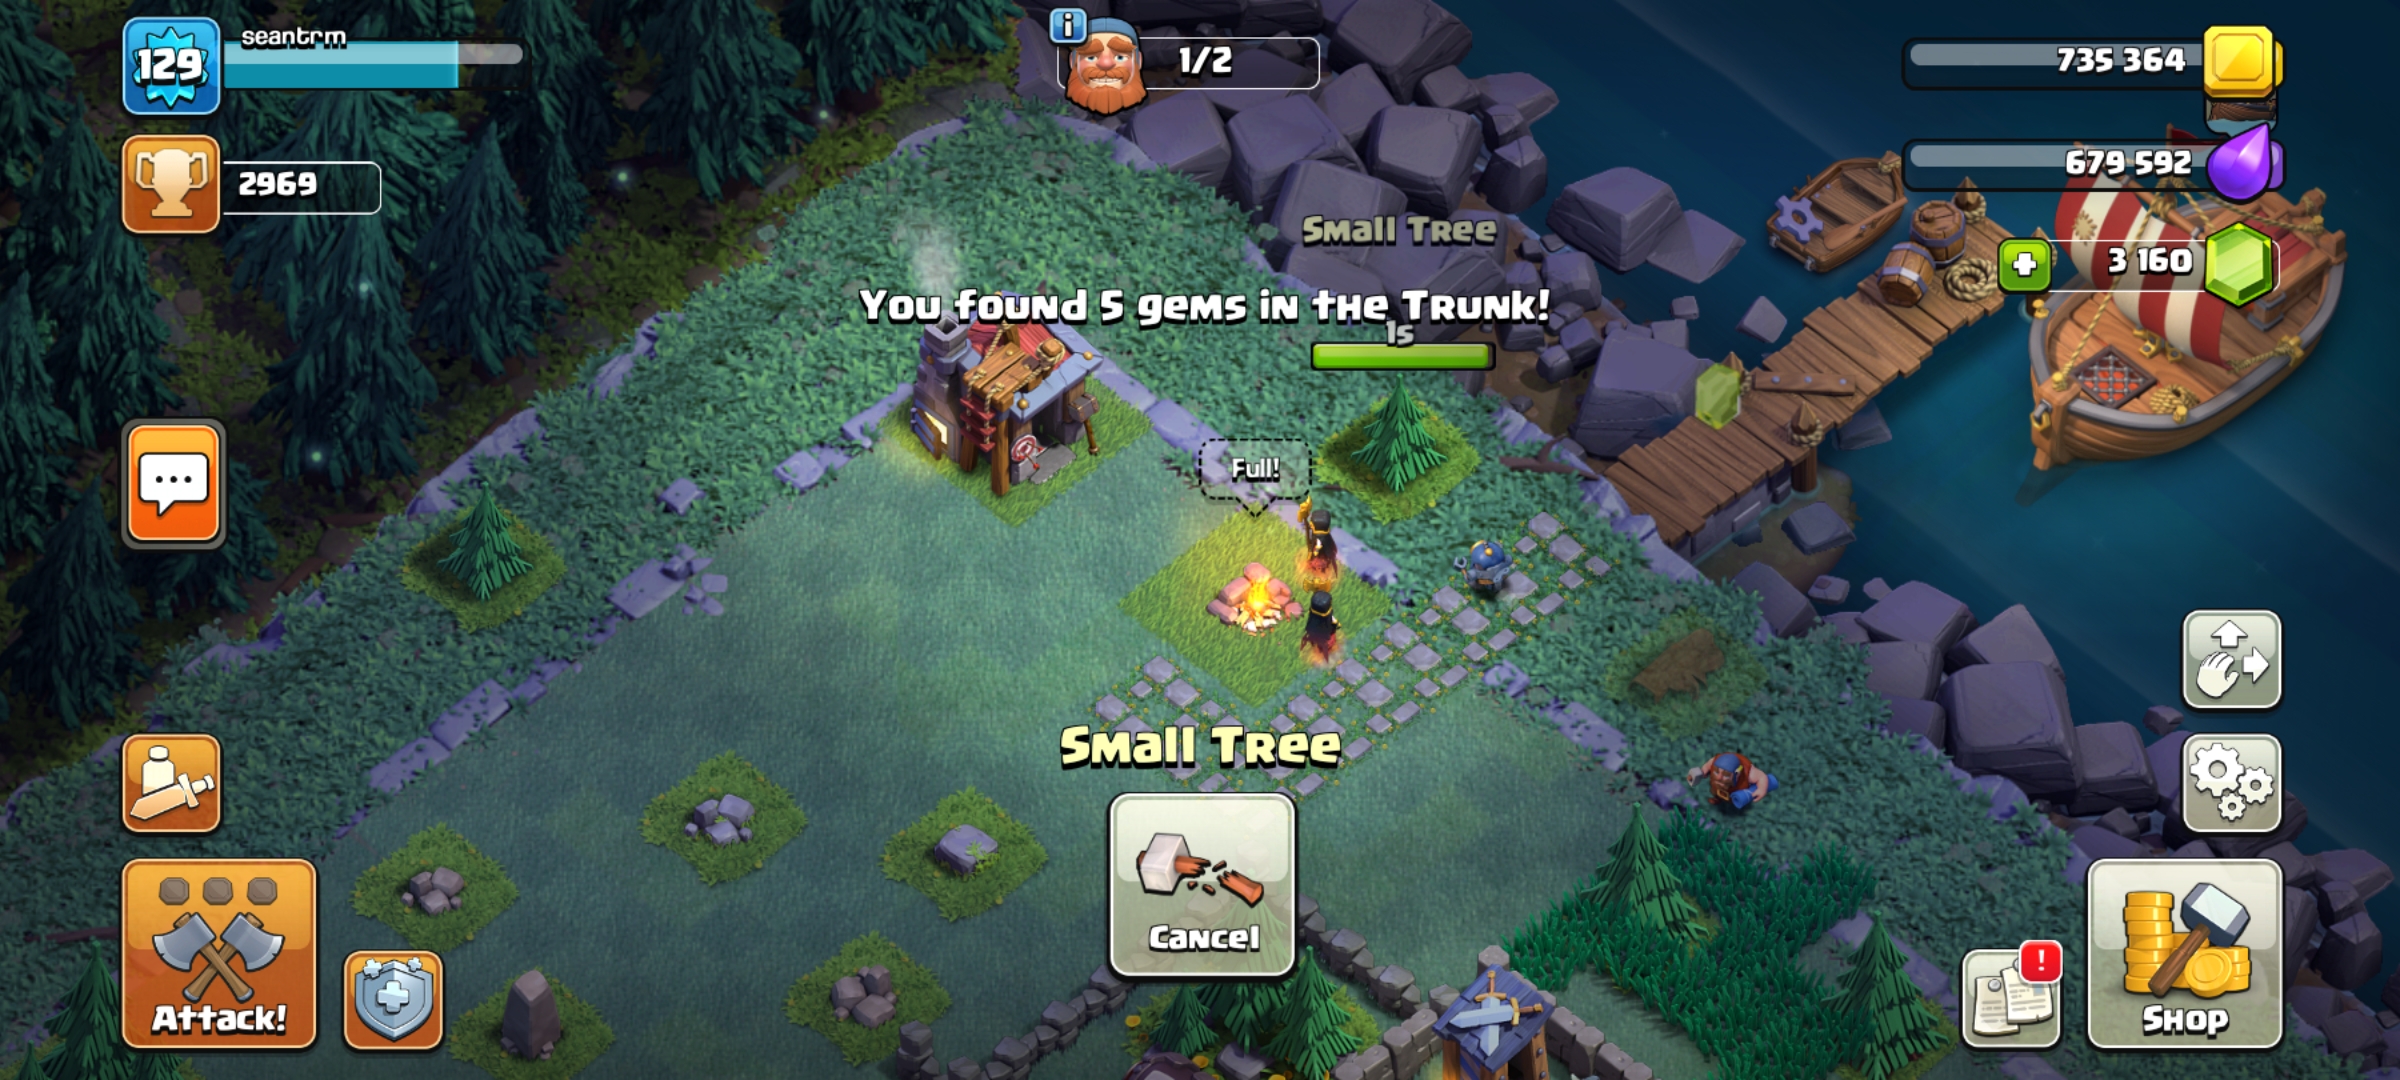 129
seantrm
1/2
735 364
2969
679 592
Small Tree
3 160
You found 5 gems in the Trunk!
1s
Full!
Small Tree
Cancel
Attack!
!
Shop